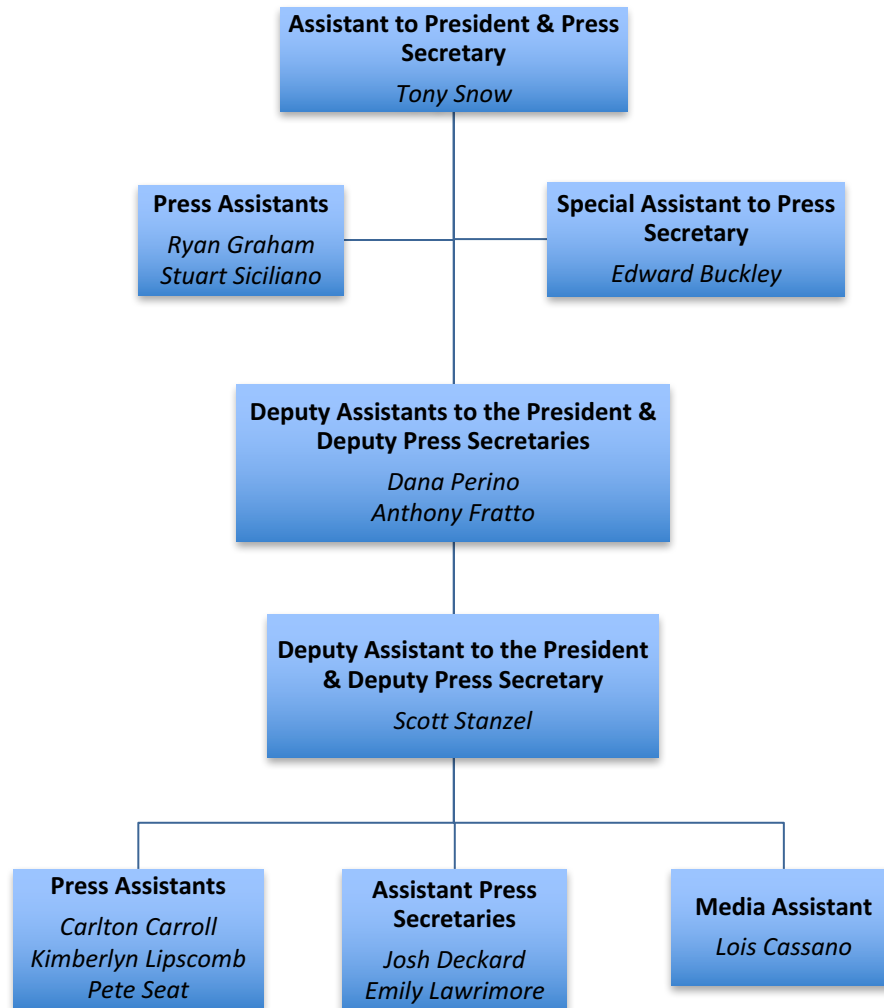 Assistant to President & Press
Secretary
Tony Snow
Press Assistants
Ryan Graham
Stuart Siciliano
Special Assistant to Press
Secretary
Edward Buckley
Deputy Assistants to the President &
Deputy Press Secretaries
Dana Perino
Anthony Fratto
Deputy Assistant to the President
& Deputy Press Secretary
Scott Stanzel
Press Assistants
Carlton Carroll
Kimberlyn Lipscomb
Pete Seat
Assistant Press
Secretaries
Josh Deckard
Emily Lawrimore
Media Assistant
Lois Cassano